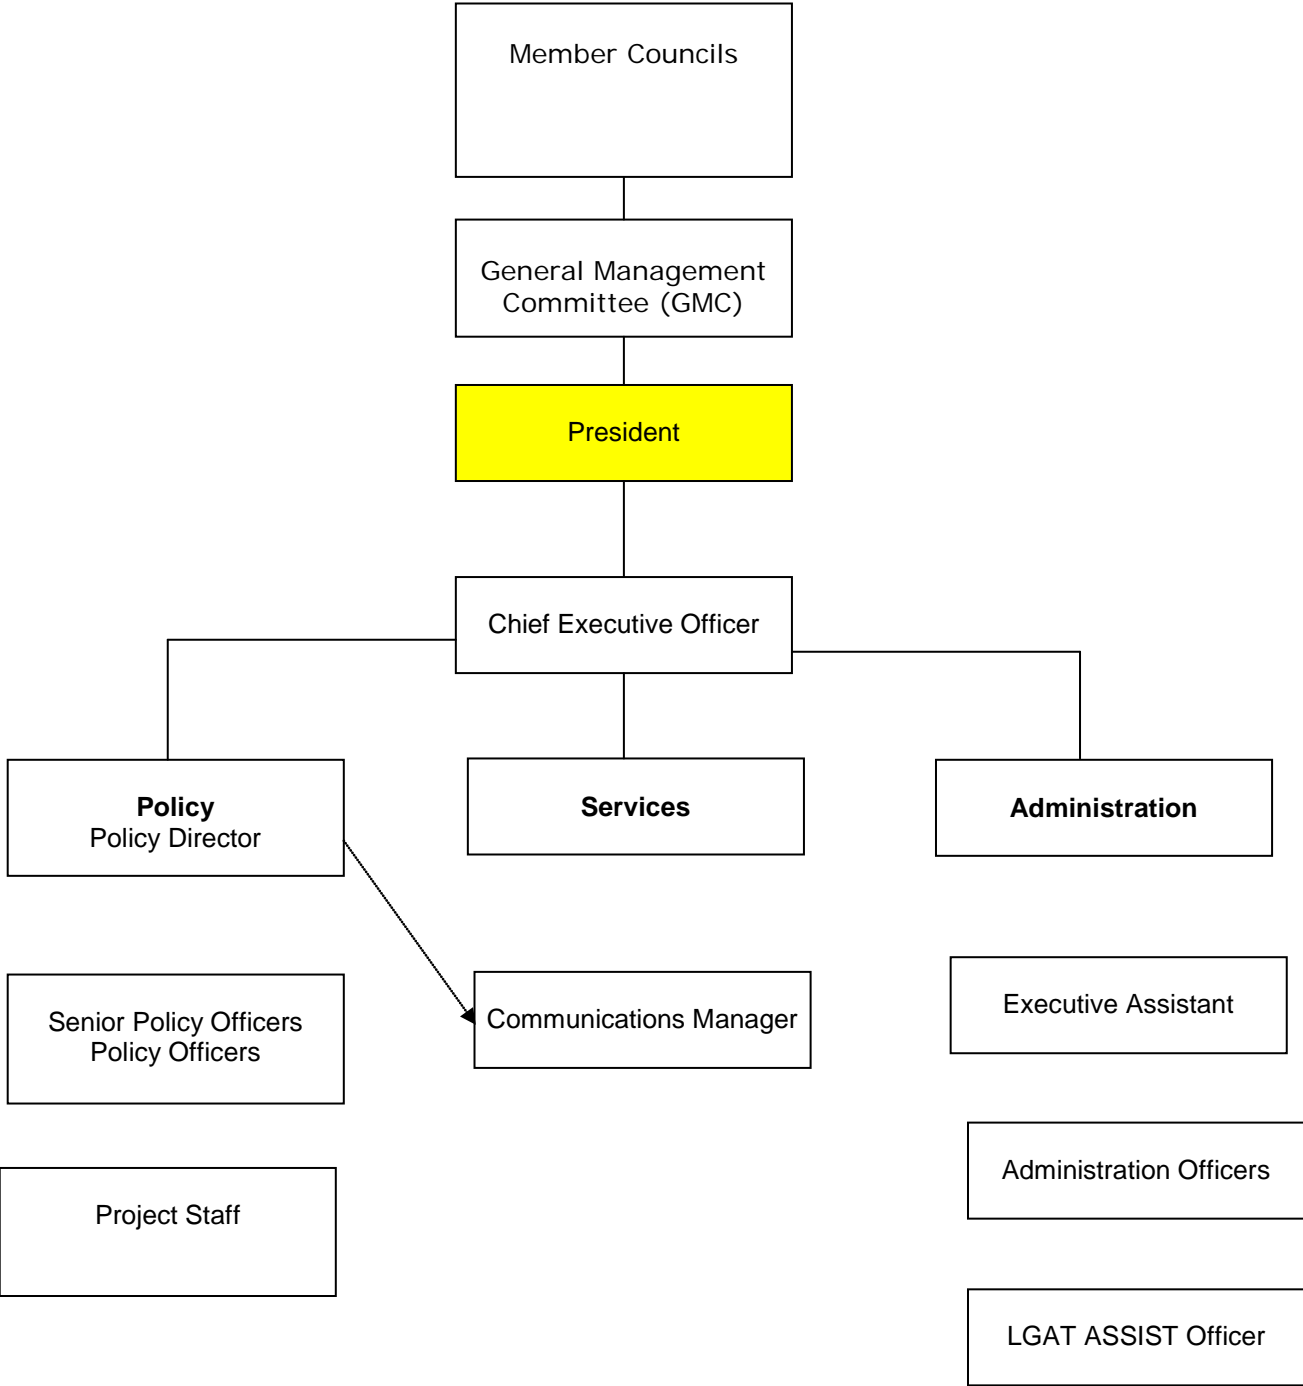 Member Councils
General Management
Committee (GMC)
President
Chief Executive Officer
Policy
Policy Director
Services
Administration
Senior Policy Officers
Policy Officers
Communications Manager
Executive Assistant
Project Staff
Administration Officers
LGAT ASSIST Officer